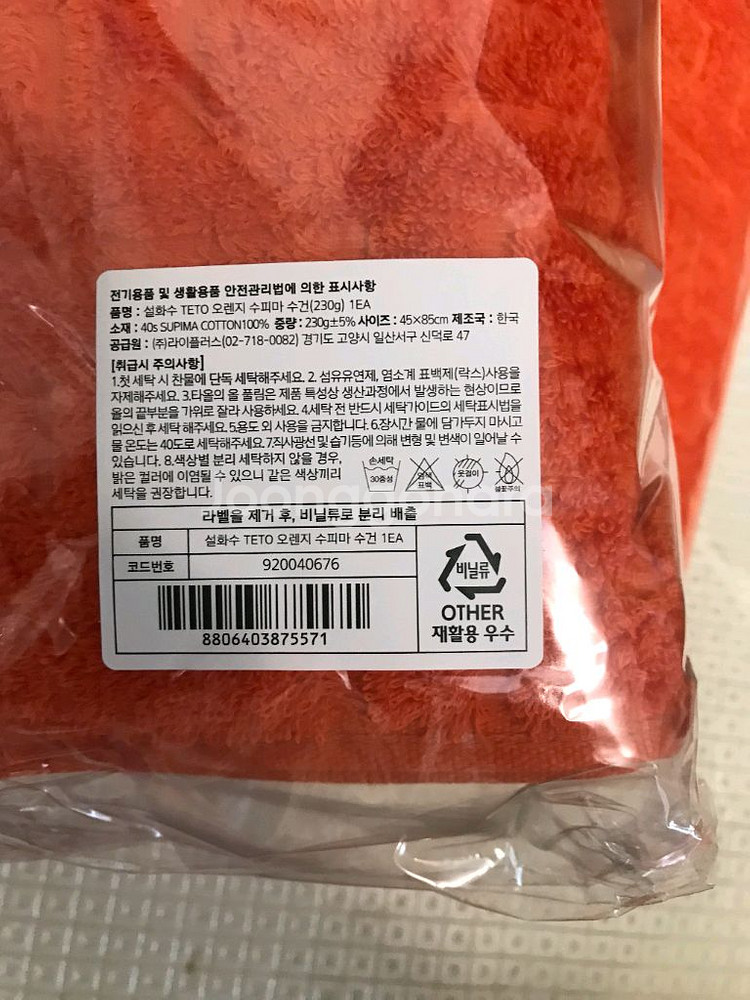 전기용품 및 생활용품 안전관리법에 의한 표시사항
품명 : 설화수 TETO 오렌지 수피마 수건(230g) 1EA
소재 : 40s SUPIMA COTTON100% 중량 : 230g±5% 사이즈 : 45×85cm 제조국 : 한국
공급원 : (주)라이플러스(02-718-0082) 경기도 고양시 일산서구 신덕로 47
[취급시 주의사항]
1.첫 세탁 시 찬물에 단독 세탁해주세요. 2. 섬유유연제, 염소계 표백제(락스)사용을
자제해주세요. 3.타올의 올 풀림은 제품 특성상 생산과정에서 발생하는 현상이므로
올의 끝부분을 가위로 잘라 사용하세요. 4.세탁 전 반드시 세탁가이드의 세탁표시법을
읽으신 후 세탁 해주세요. 5.용도 외 사용을 금지합니다. 6.장시간 물에 담가두지 마시고
물 온도는 40도로 세탁해주세요. 7.직사광선 및 습기등에 의해 변형 및 변색이 일어날 수
있습니다. 8.색상별 분리 세탁하지 않을 경우,
밝은 컬러에 이염될 수 있으니 같은 색상끼리
세탁을 권장합니다.
손세탁
30중성
염색
표백
옷걸이
불꽃주의
joonggonara
라벨을 제거 후, 비닐류로 분리 배출
품명 설화수 TETO 오렌지 수피마 수건 1EA
코드번호 920040676
8806403875571
비닐류
OTHER
재활용 우수